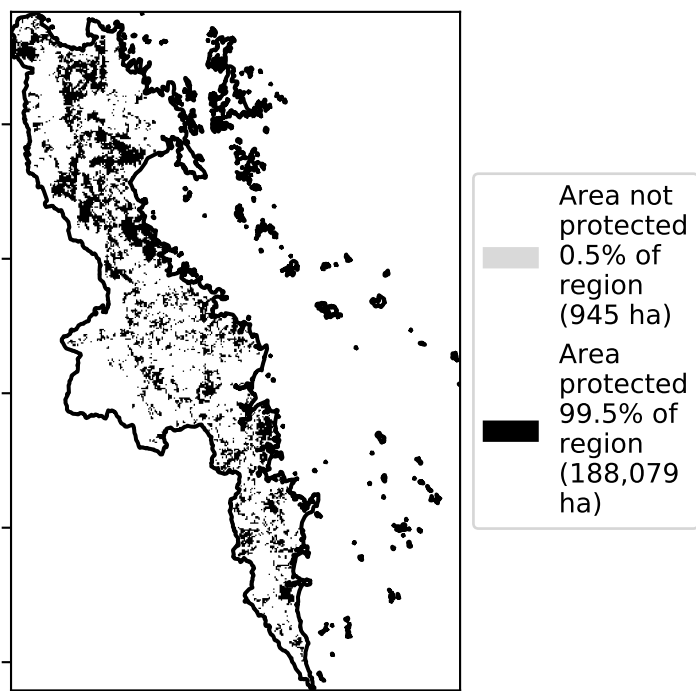 Area not
protected
0.5% of
region
(945 ha)
Area
protected
99.5% of
region
(188,079
ha)